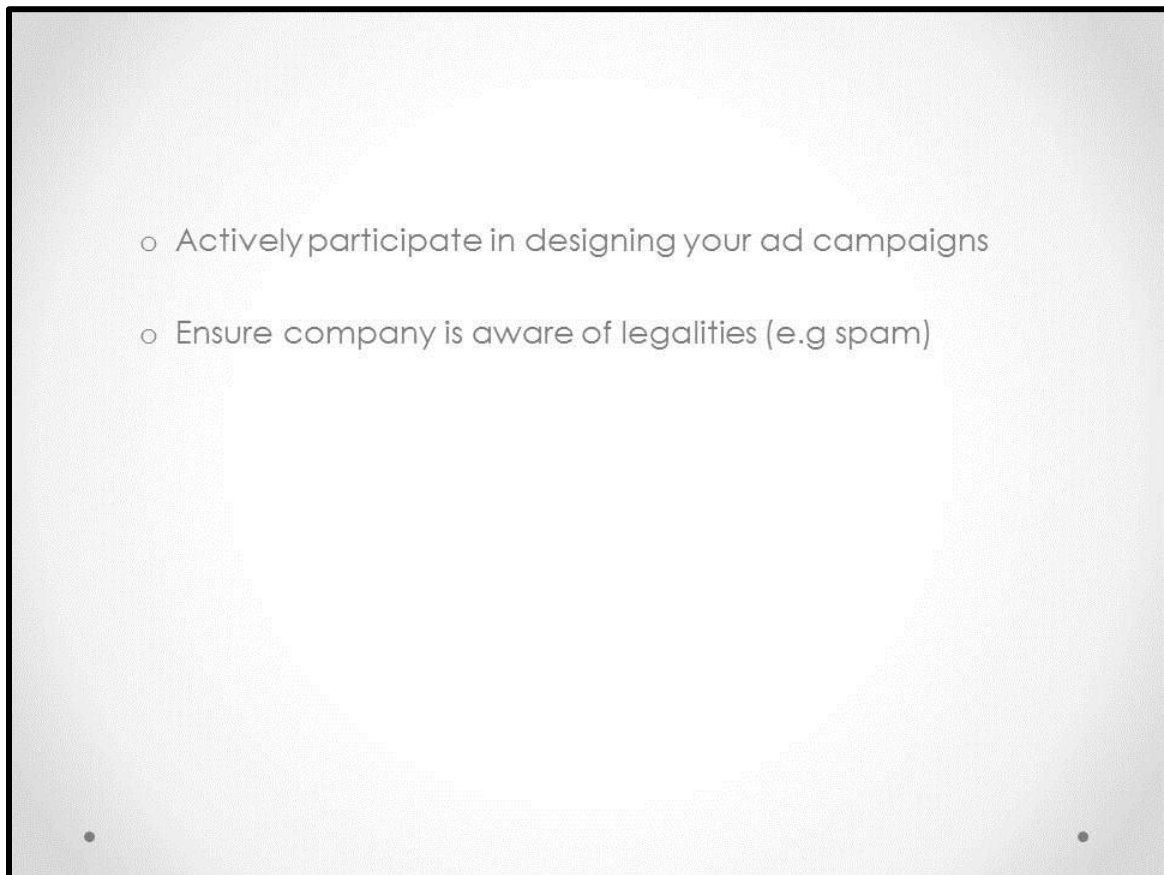 o Actively participate in designing your ad campaigns
o Ensure company is aware of legalities (e.g spam)